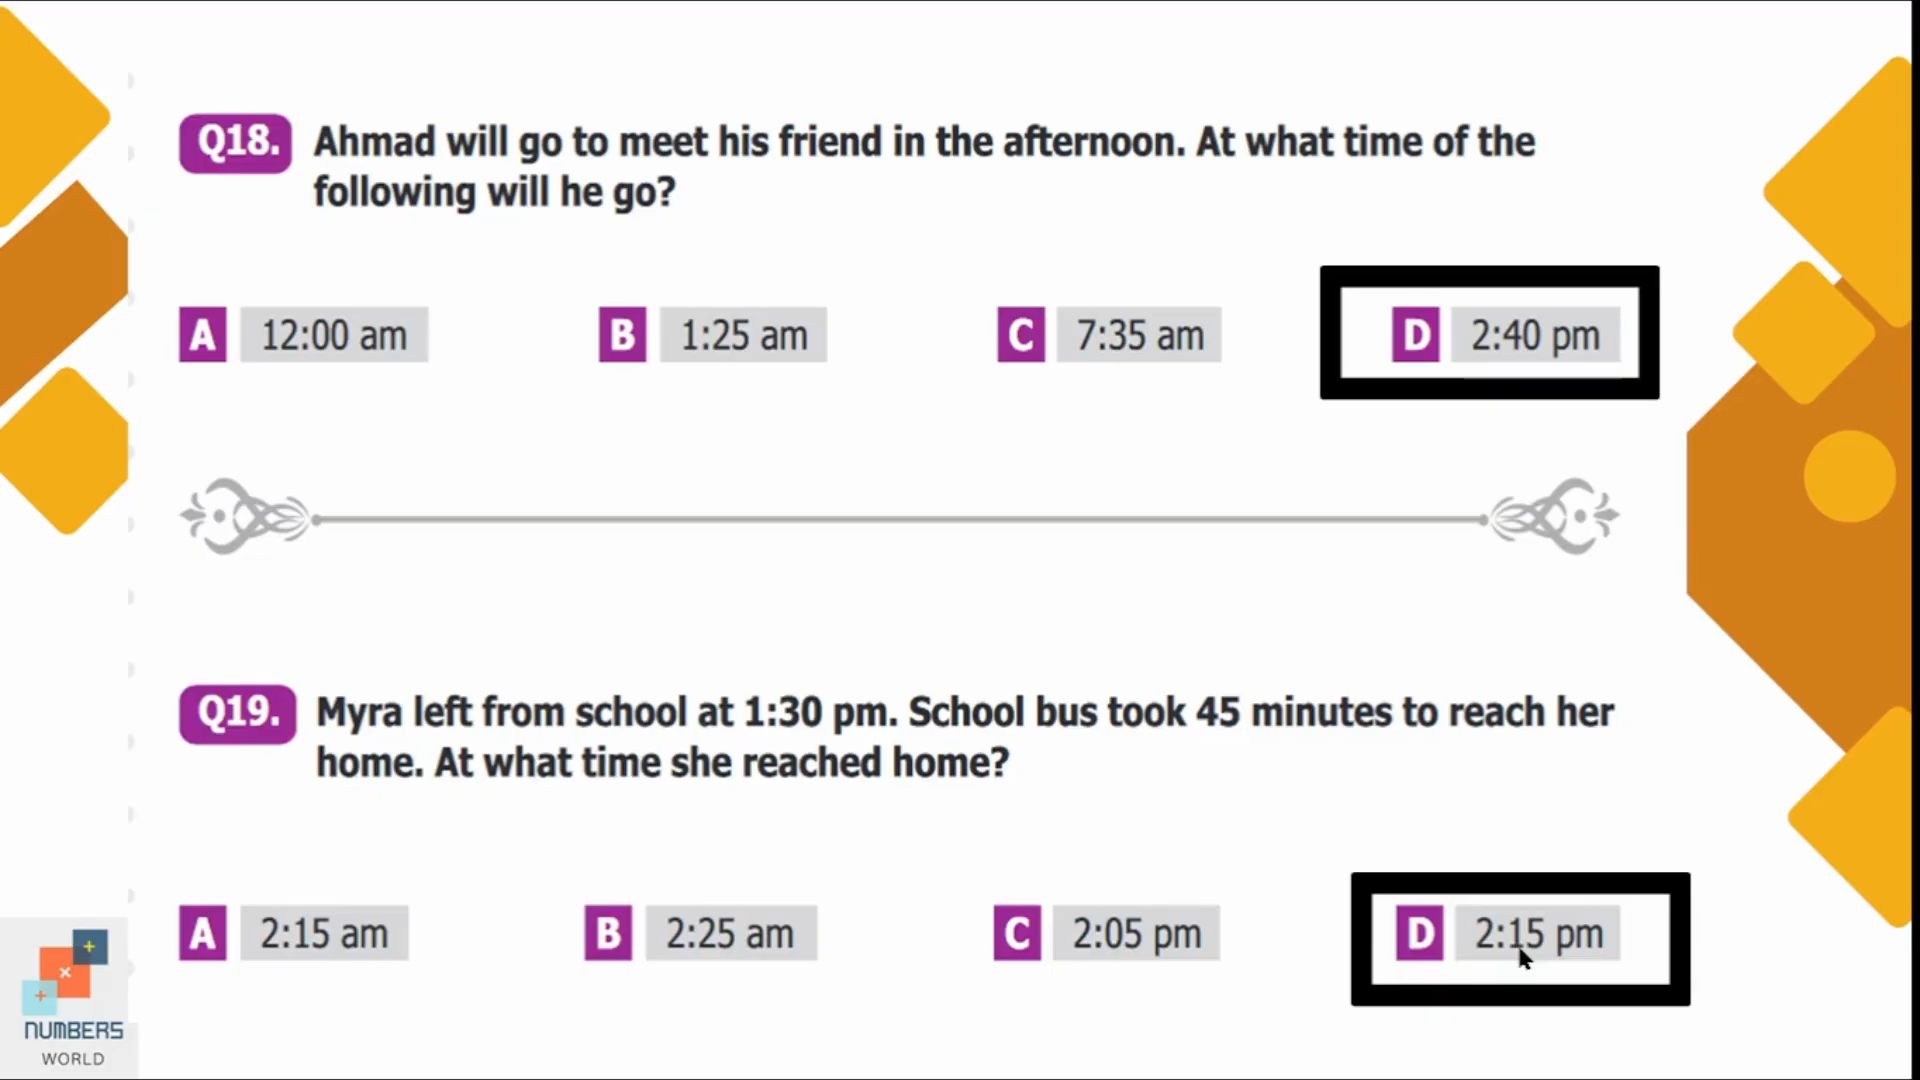 Q18. Ahmad will go to meet his friend in the afternoon. At what time of the
following will he go?
A 12:00 am B 1:25 am C 7:35 am D 2:40 pm
Q19. Myra left from school at 1:30 pm. School bus took 45 minutes to reach her
home. At what time she reached home?
A 2:15 am B 2:25 am C 2:05 pm D 2:15 pm
+
×
+
NUMBERS
WORLD